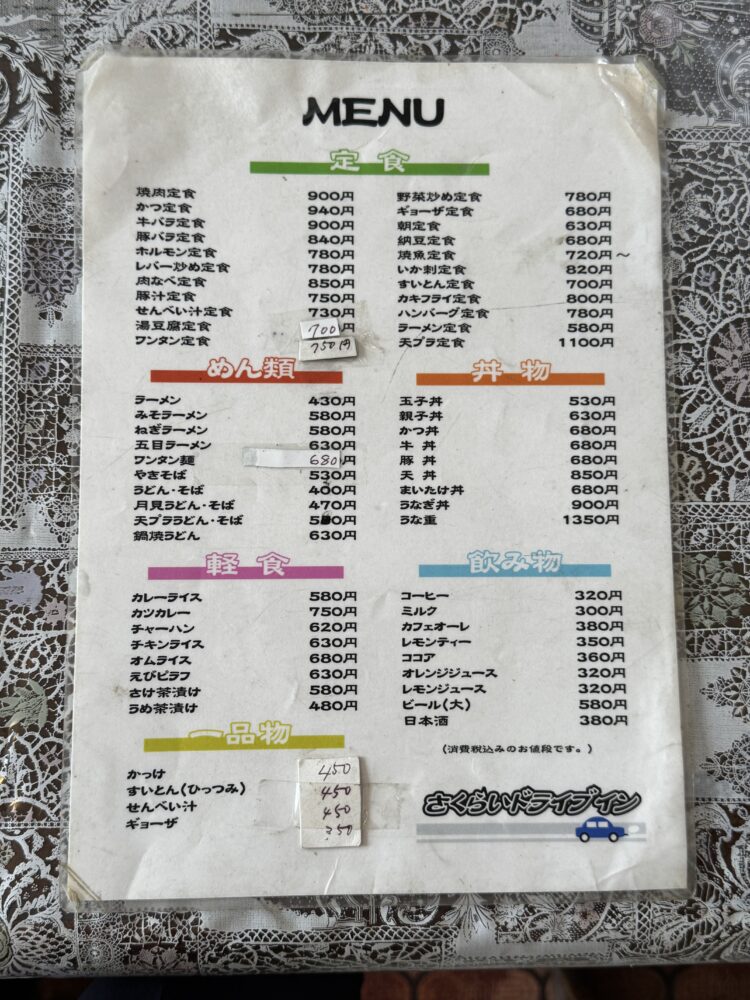 MENU
定食
焼肉定食 900円
かつ定食 940円
牛バラ定食 900円
豚バラ定食 840円
ホルモン定食 780円
レバー炒め定食 780円
肉なべ定食 850円
豚汁定食 750円
せんべい汁定食 730円
湯豆腐定食 700円
ワンタン定食 750円
野菜炒め定食 780円
ギョーザ定食 680円
朝定食 630円
納豆定食 680円
焼魚定食 720円〜
いか刺定食 820円
すいとん定食 700円
カキフライ定食 800円
ハンバーグ定食 780円
ラーメン定食 580円
天プラ定食 1100円
めん類
ラーメン 430円
みそラーメン 580円
ねぎラーメン 580円
五目ラーメン 630円
ワンタン麺 680円
やきそば 530円
うどん・そば 400円
月見うどん・そば 470円
天プラうどん・そば
鍋焼うどん 630円
丼物
玉子丼 530円
親子丼 630円
かつ丼 680円
牛丼 680円
豚丼 680円
天丼 850円
まいたけ丼 680円
うなぎ丼 900円
うな重 1350円
軽食
カレーライス 580円
カツカレー 750円
チャーハン 620円
チキンライス 630円
オムライス 680円
えびピラフ 630円
さけ茶漬け 580円
うめ茶漬け 480円
飲み物
コーヒー 320円
ミルク 300円
カフェオーレ 380円
レモンティー 350円
ココア 360円
オレンジジュース 320円
レモンジュース 320円
ビール(大) 580円
日本酒 380円
(消費税込みのお値段です。)
一品物
かっけ 450
すいとん(ひっつみ) 450
せんべい汁 450
ギョーザ 350
さくらいドライブイン